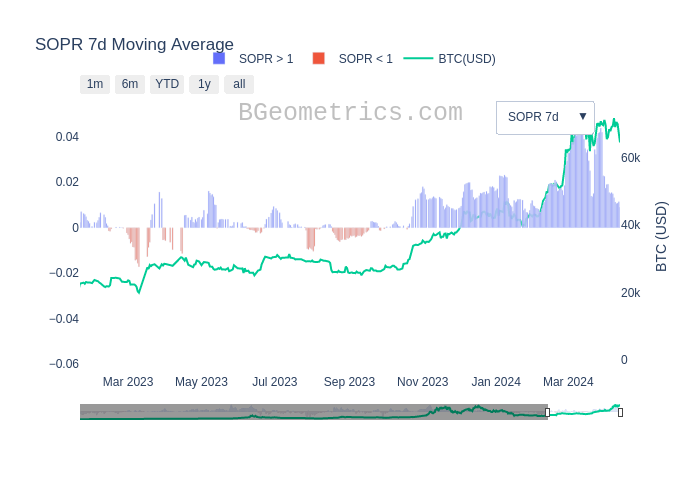 SOPR 7d Moving Average
SOPR > 1
SOPR < 1
BTC(USD)
1m
6m
YTD
1y
all
BGeometrics.com
SOPR 7d
▼
0.04
0.02
0
−0.02
−0.04
−0.06
60k
40k
20k
0
BTC (USD)
Mar 2023
May 2023
Jul 2023
Sep 2023
Nov 2023
Jan 2024
Mar 2024